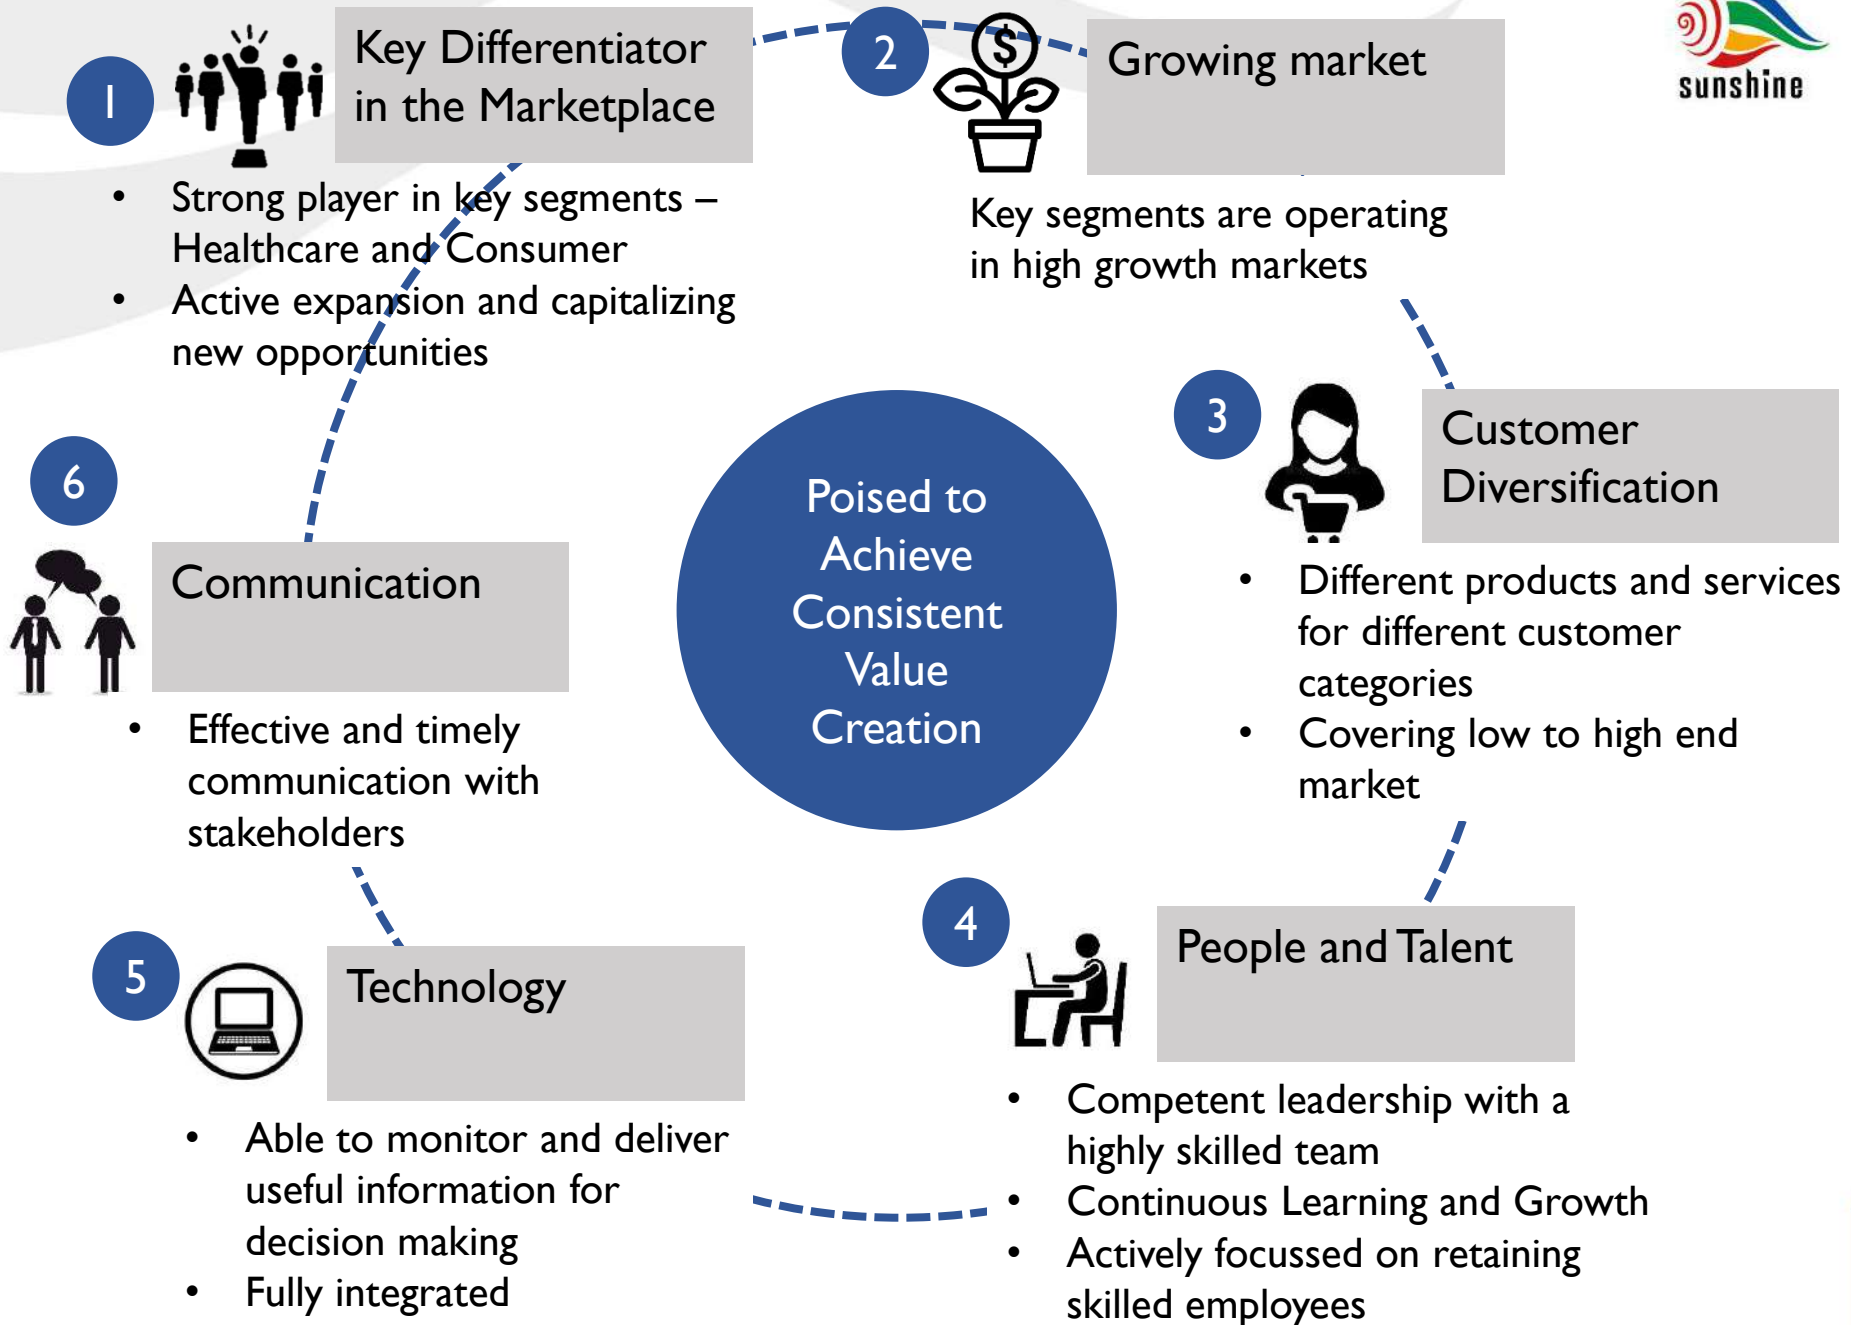 1
Key Differentiator
in the Marketplace
• Strong player in key segments –
Healthcare and Consumer
• Active expansion and capitalizing
new opportunities
2
$
Growing market
Key segments are operating
in high growth markets
sunshine
3
Customer
Diversification
• Different products and services
for different customer
categories
• Covering low to high end
market
Poised to
Achieve
Consistent
Value
Creation
4
People and Talent
• Competent leadership with a
highly skilled team
• Continuous Learning and Growth
• Actively focussed on retaining
skilled employees
5
Technology
• Able to monitor and deliver
useful information for
decision making
• Fully integrated
6
Communication
• Effective and timely
communication with
stakeholders